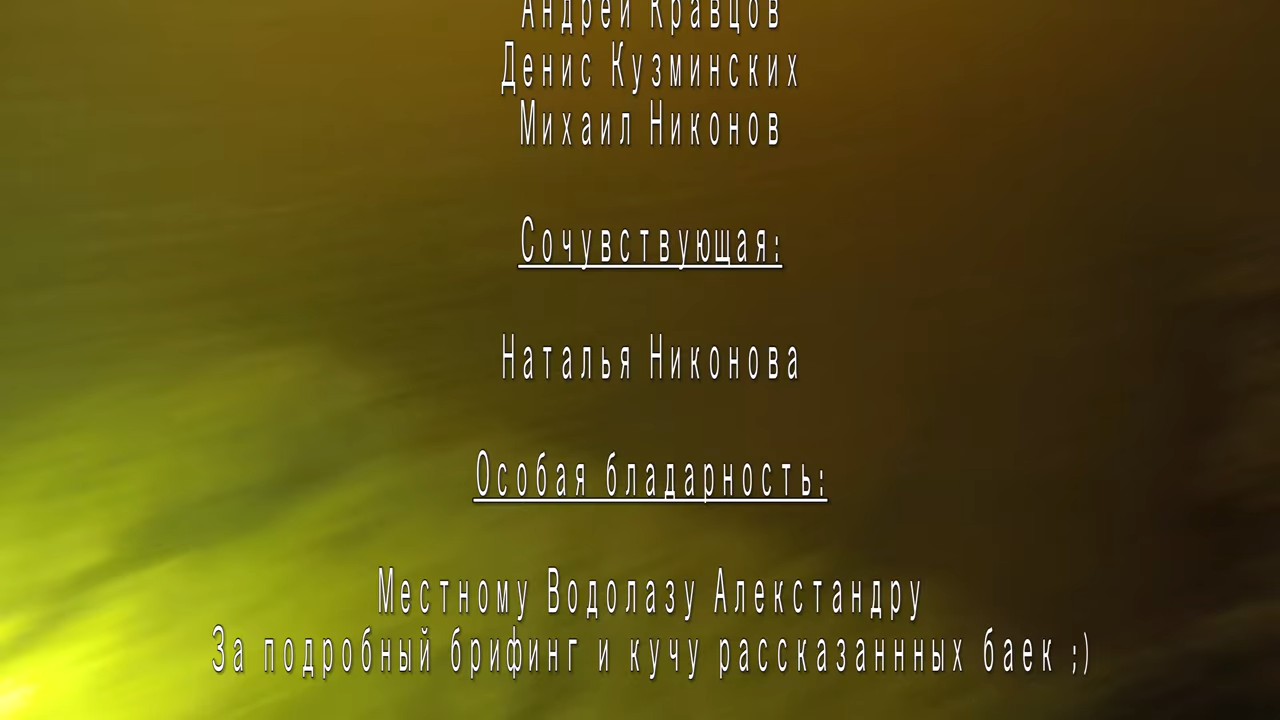 Андрей Кравцов
Денис Кузминских
Михаил Никонов
Сочувствующая:
Наталья Никонова
Особая бладарность:
Местному Водолазу Алекстандру
За подробный брифинг и кучу рассказаннных баек ;)